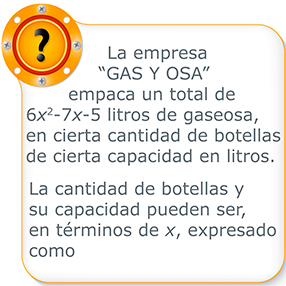 ?
La empresa
“GAS Y OSA”
empaca un total de
6x²-7x-5 litros de gaseosa,
en cierta cantidad de botellas
de cierta capacidad en litros.
La cantidad de botellas y
su capacidad pueden ser,
en términos de x, expresado
como